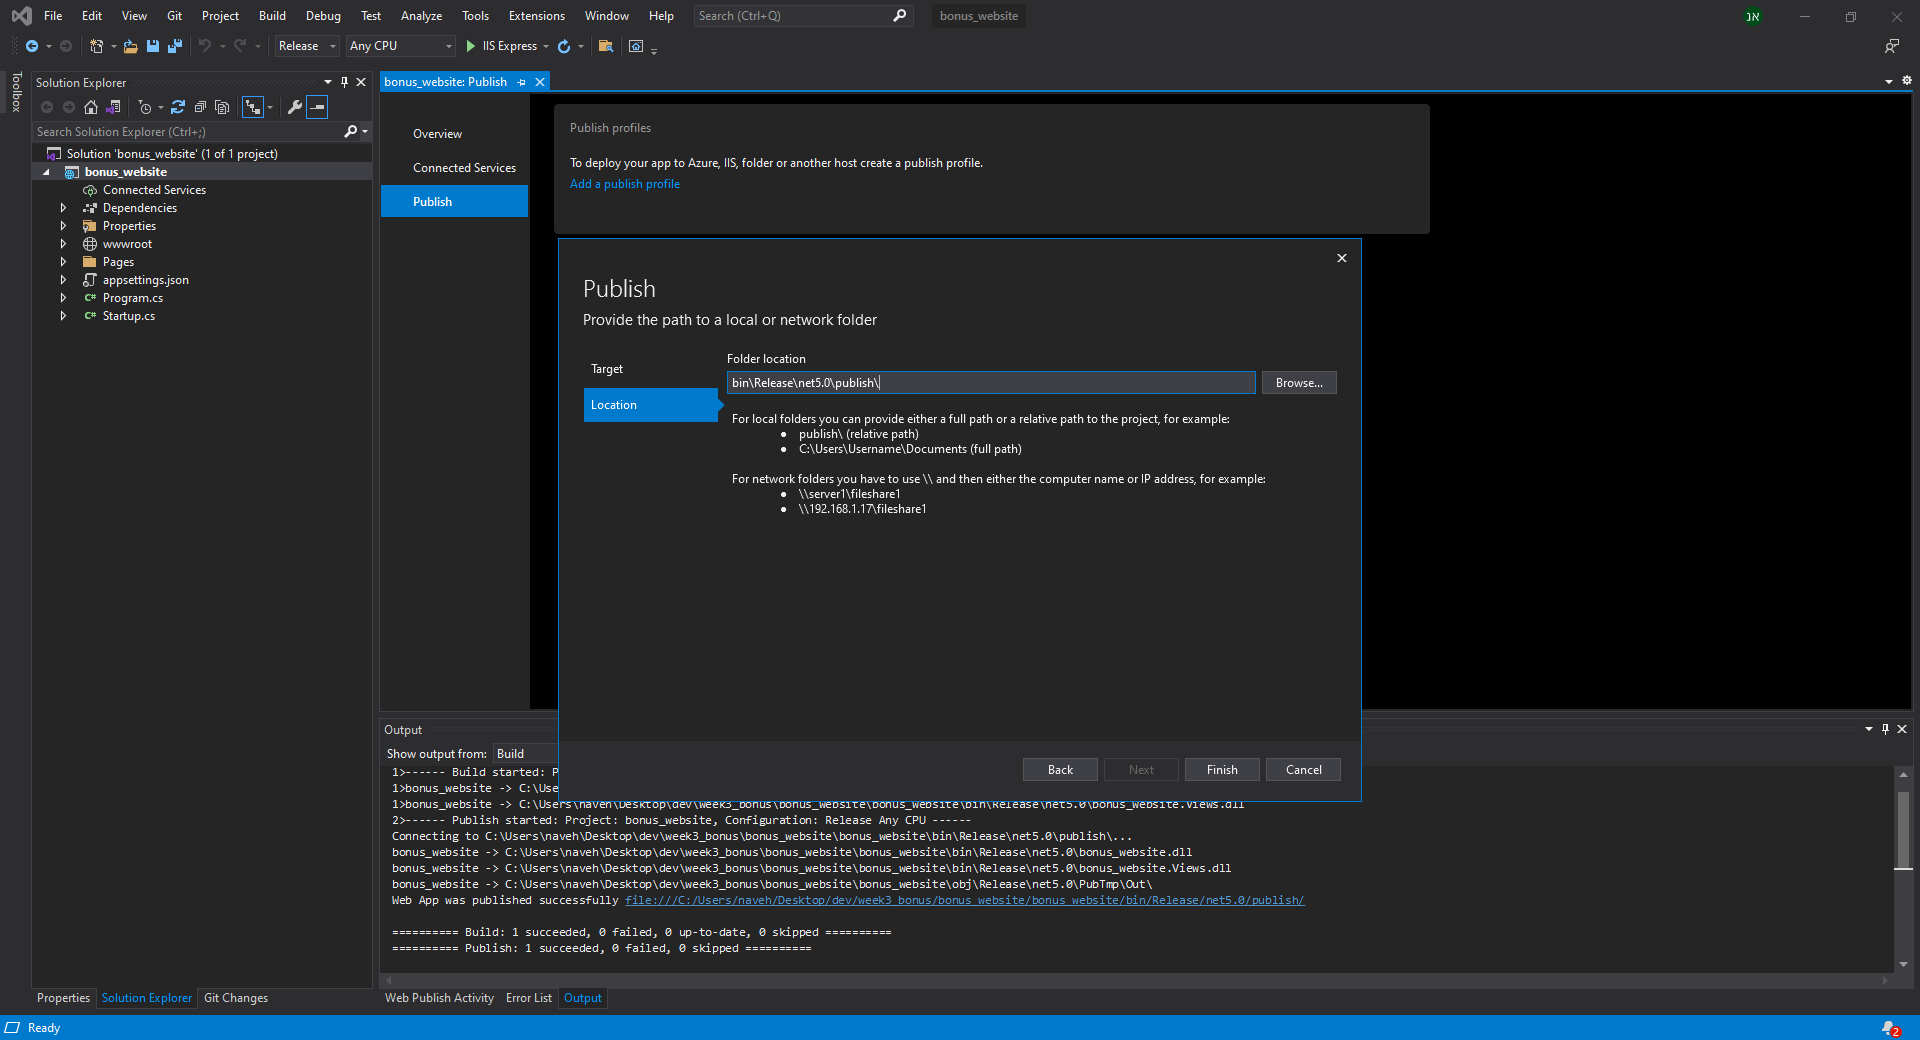 File Edit View Git Project Build Debug Test Analyze Tools Extensions Window Help Search (Ctrl+Q) bonus_website אנ
Release Any CPU IIS Express
Toolbox
Solution Explorer
Search Solution Explorer (Ctrl+;)
Solution 'bonus_website' (1 of 1 project)
bonus_website
Connected Services
Dependencies
Properties
wwwroot
Pages
appsettings.json
C# Program.cs
C# Startup.cs
bonus_website: Publish
Overview
Connected Services
Publish
Publish profiles
To deploy your app to Azure, IIS, folder or another host create a publish profile.
Add a publish profile
Publish
Provide the path to a local or network folder
Target
Location
Folder location
bin\Release\net5.0\publish\
Browse...
For local folders you can provide either a full path or a relative path to the project, for example:
● publish\ (relative path)
● C:\Users\Username\Documents (full path)
For network folders you have to use \\ and then either the computer name or IP address, for example:
● \\server1\fileshare1
● \\192.168.1.17\fileshare1
Back Next Finish Cancel
Output
Show output from: Build
1>------ Build started: P
1>bonus_website -> C:\Use
1>bonus_website -> C:\Users\naveh\Desktop\dev\week3_bonus\bonus_website\bonus_website\bin\Release\net5.0\bonus_website.Views.dll
2>------ Publish started: Project: bonus_website, Configuration: Release Any CPU ------
Connecting to C:\Users\naveh\Desktop\dev\week3_bonus\bonus_website\bonus_website\bin\Release\net5.0\publish\...
bonus_website -> C:\Users\naveh\Desktop\dev\week3_bonus\bonus_website\bonus_website\bin\Release\net5.0\bonus_website.dll
bonus_website -> C:\Users\naveh\Desktop\dev\week3_bonus\bonus_website\bonus_website\bin\Release\net5.0\bonus_website.Views.dll
bonus_website -> C:\Users\naveh\Desktop\dev\week3_bonus\bonus_website\bonus_website\obj\Release\net5.0\PubTmp\Out\
Web App was published successfully file:///C:/Users/naveh/Desktop/dev/week3_bonus/bonus_website/bonus_website/bin/Release/net5.0/publish/
========== Build: 1 succeeded, 0 failed, 0 up-to-date, 0 skipped ==========
========== Publish: 1 succeeded, 0 failed, 0 skipped ==========
Properties Solution Explorer Git Changes
Web Publish Activity Error List Output
Ready 2